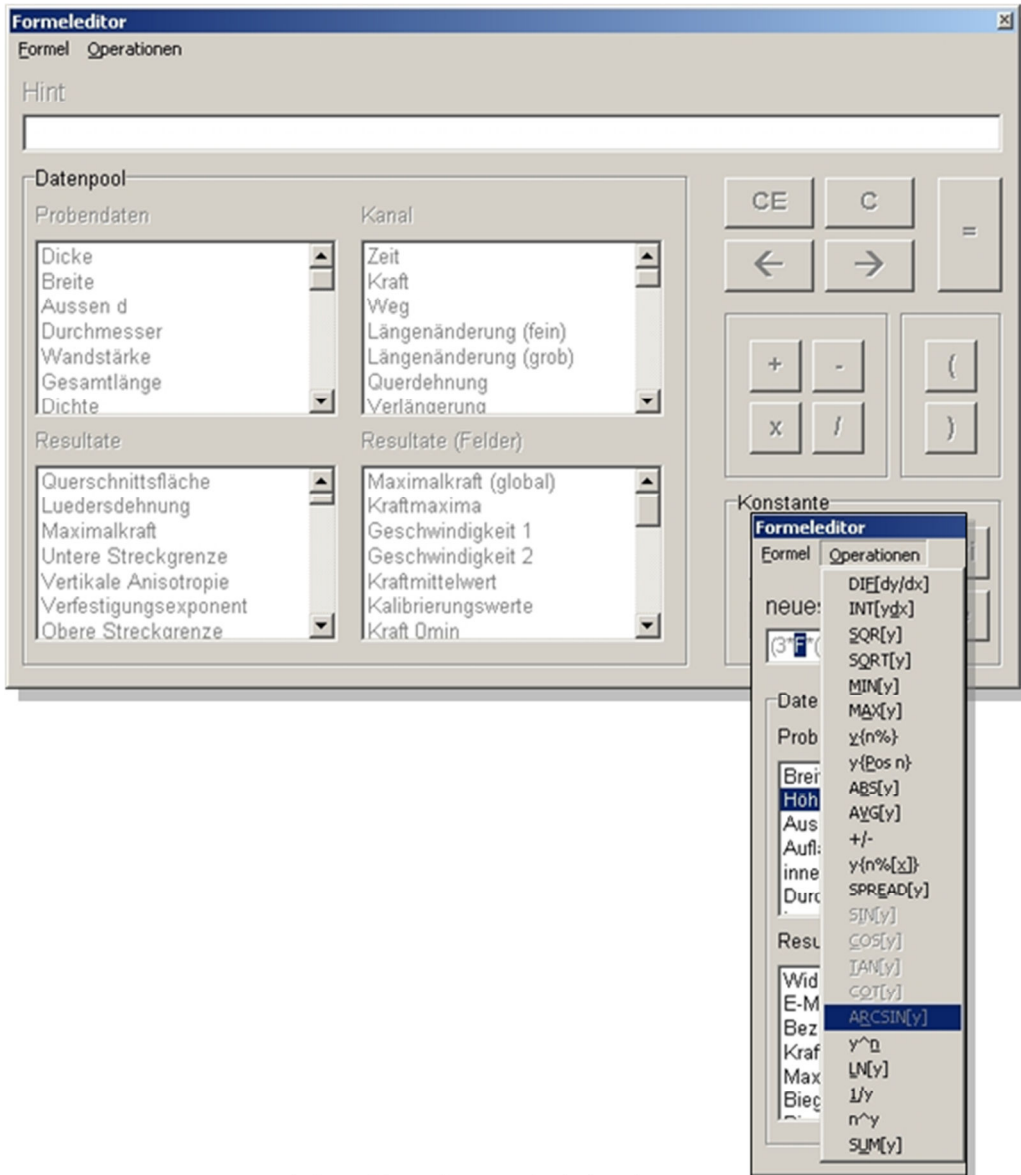 Formeleditor
Formel Operationen
Hint
Datenpool
Probendaten
Dicke
Breite
Aussen d
Durchmesser
Wandstärke
Gesamtlänge
Dichte
Kanal
Zeit
Kraft
Weg
Längenänderung (fein)
Längenänderung (grob)
Querdehnung
Verlängerung
Resultate
Querschnittsfläche
Luedersdehnung
Maximalkraft
Untere Streckgrenze
Vertikale Anisotropie
Verfestigungsexponent
Obere Streckgrenze
Resultate (Felder)
Maximalkraft (global)
Kraftmaxima
Geschwindigkeit 1
Geschwindigkeit 2
Kraftmittelwert
Kalibrierungswerte
Kraft 0min
CE C =
← →
+ - (
x / )
Konstante
Formeleditor
Formel Operationen
neues
(3*F*(
Date
Prob
Brei
Höh
Aus
Aufl
inne
Durc
Resu
Wid
E-M
Bez
Kraf
Max
Bieg
DIF[dy/dx]
INT[ydx]
SQR[y]
SQRT[y]
MIN[y]
MAX[y]
y{n%}
y{Pos n}
ABS[y]
AVG[y]
+/-
y{n%[x]}
SPREAD[y]
SIN[y]
COS[y]
TAN[y]
COT[y]
ARCSIN[y]
y^n
LN[y]
1/y
n^y
SUM[y]